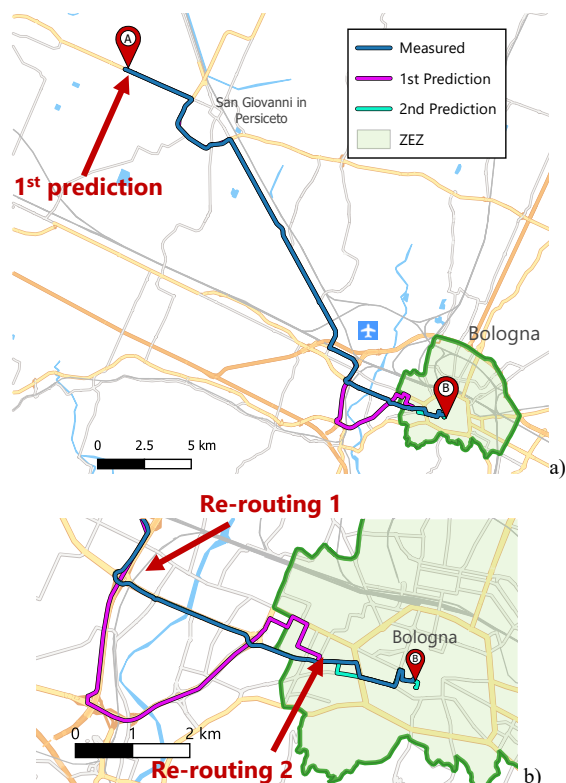 A
San Giovanni in
Persiceto
Measured
1st Prediction
2nd Prediction
ZEZ
1st prediction
Bologna
B
0 2.5 5 km
a)
Re-routing 1
Bologna
B
0 1 2 km
Re-routing 2
b)